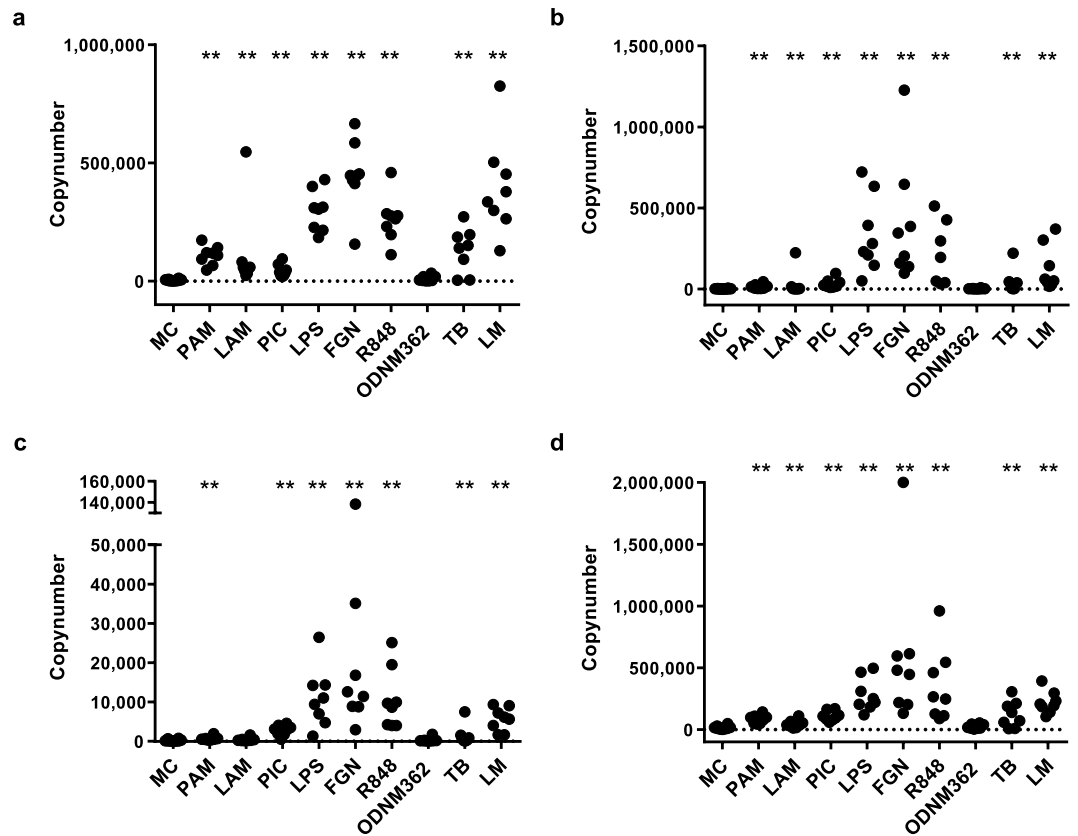 a
1,000,000
500,000
0
Copynumber
** ** ** ** ** ** ** **
MC PAM LAM PIC LPS FGN R848 ODNM362 TB LM
b
1,500,000
1,000,000
500,000
0
Copynumber
** ** ** ** ** ** ** **
MC PAM LAM PIC LPS FGN R848 ODNM362 TB LM
c
160,000
140,000
50,000
40,000
30,000
20,000
10,000
0
Copynumber
** ** ** ** ** ** **
MC PAM LAM PIC LPS FGN R848 ODNM362 TB LM
d
2,000,000
1,500,000
1,000,000
500,000
0
Copynumber
** ** ** ** ** ** ** **
MC PAM LAM PIC LPS FGN R848 ODNM362 TB LM